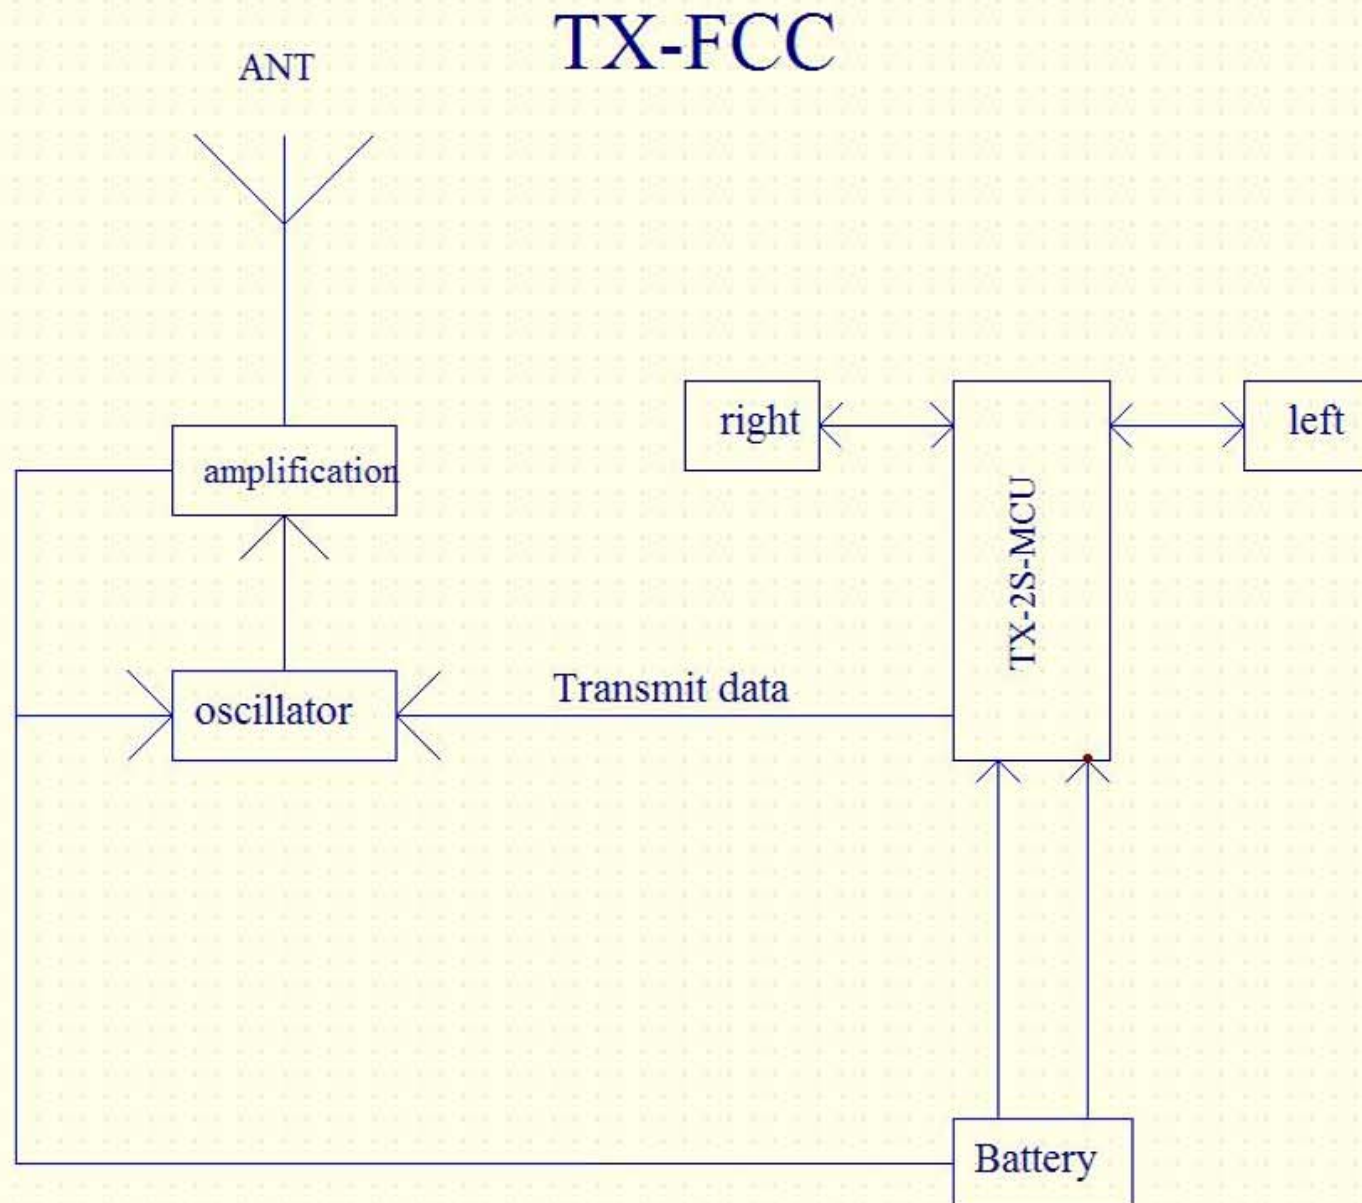 TX-FCC
ANT
right
left
amplification
TX-2S-MCU
Transmit data
oscillator
Battery